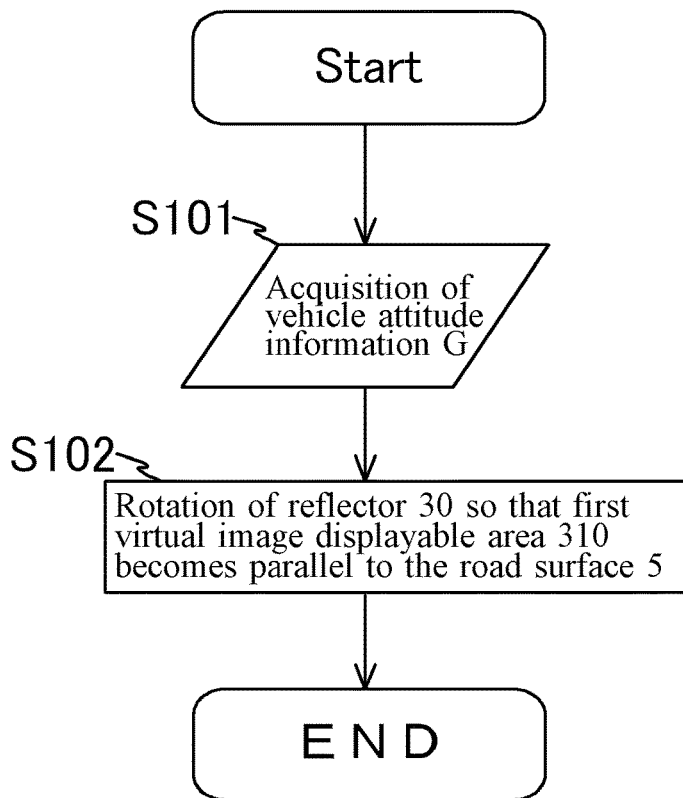 Start
S101
Acquisition of
vehicle attitude
information G
S102
Rotation of reflector 30 so that first
virtual image displayable area 310
becomes parallel to the road surface 5
END